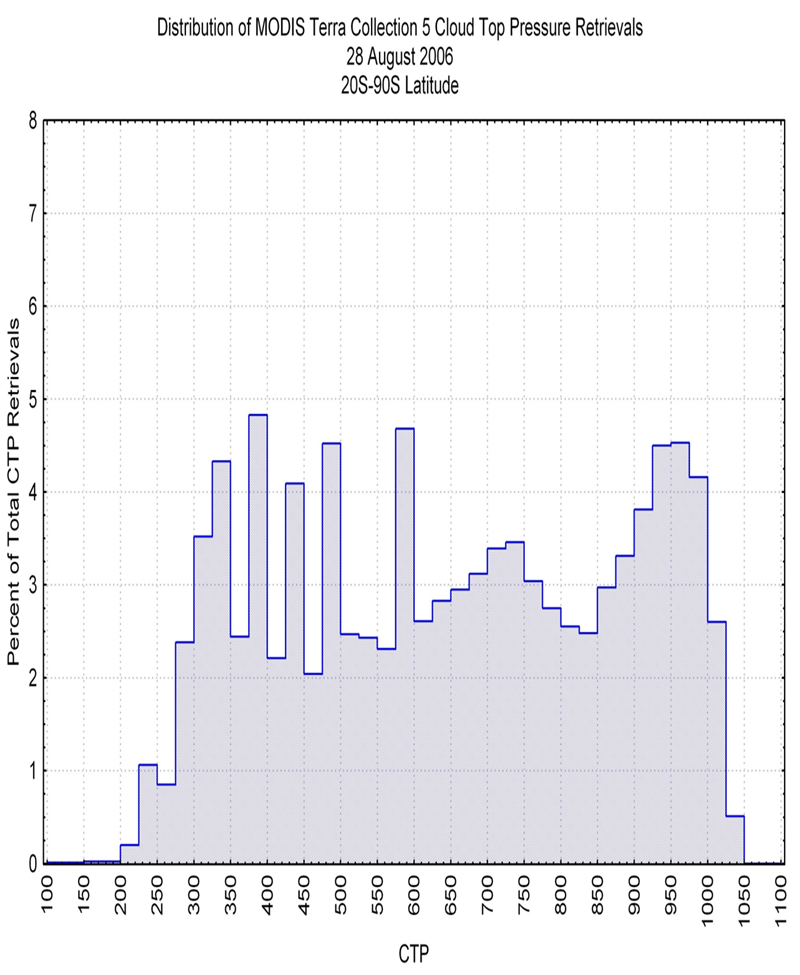 Distribution of MODIS Terra Collection 5 Cloud Top Pressure Retrievals
28 August 2006
20S-90S Latitude
Percent of Total CTP Retrievals
8
7
6
5
4
3
2
1
0
100 150 200 250 300 350 400 450 500 550 600 650 700 750 800 850 900 950 1000 1050 1100
CTP